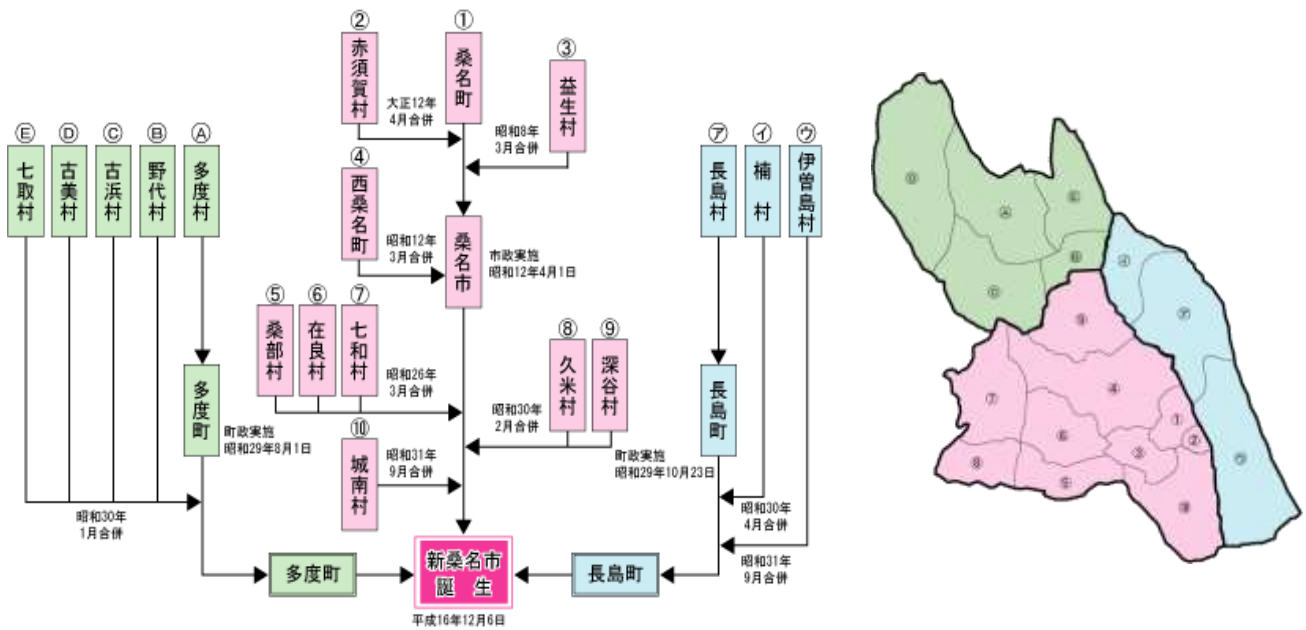 ②
赤須賀村
①
桑名町
③
益生村
大正12年
4月合併
昭和8年
3月合併
④
西桑名町
昭和12年
3月合併
桑名市
市政実施
昭和12年4月1日
Ⓔ
七取村
Ⓓ
古美村
Ⓒ
古浜村
Ⓑ
野代村
Ⓐ
多度村
㋐
長島村
㋑
楠村
㋒
伊曽島村
⑤
桑部村
⑥
在良村
⑦
七和村
昭和26年
3月合併
⑧
久米村
⑨
深谷村
昭和30年
2月合併
多度町
町政実施
昭和29年8月1日
長島町
町政実施
昭和29年10月23日
⑩
城南村
昭和31年
9月合併
昭和30年
1月合併
昭和30年
4月合併
昭和31年
9月合併
多度町
新桑名市
誕生
長島町
平成16年12月6日
Ⓐ
㋑
㋐
④
⑦
①
⑥
②
③
⑧
㋒